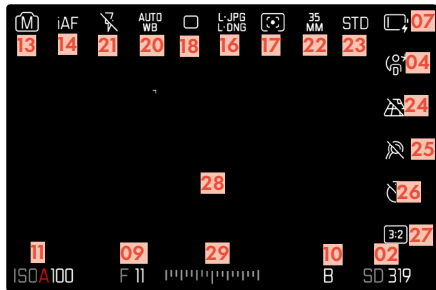 M iAF AUTO WB L-JPG L-DNG 35 MM STD 07
13 14 21 20 18 16 17 22 23
04
24
25
28
26
3:2 27
11 09 29 10 02
ISO A100 F 11 B SD 319